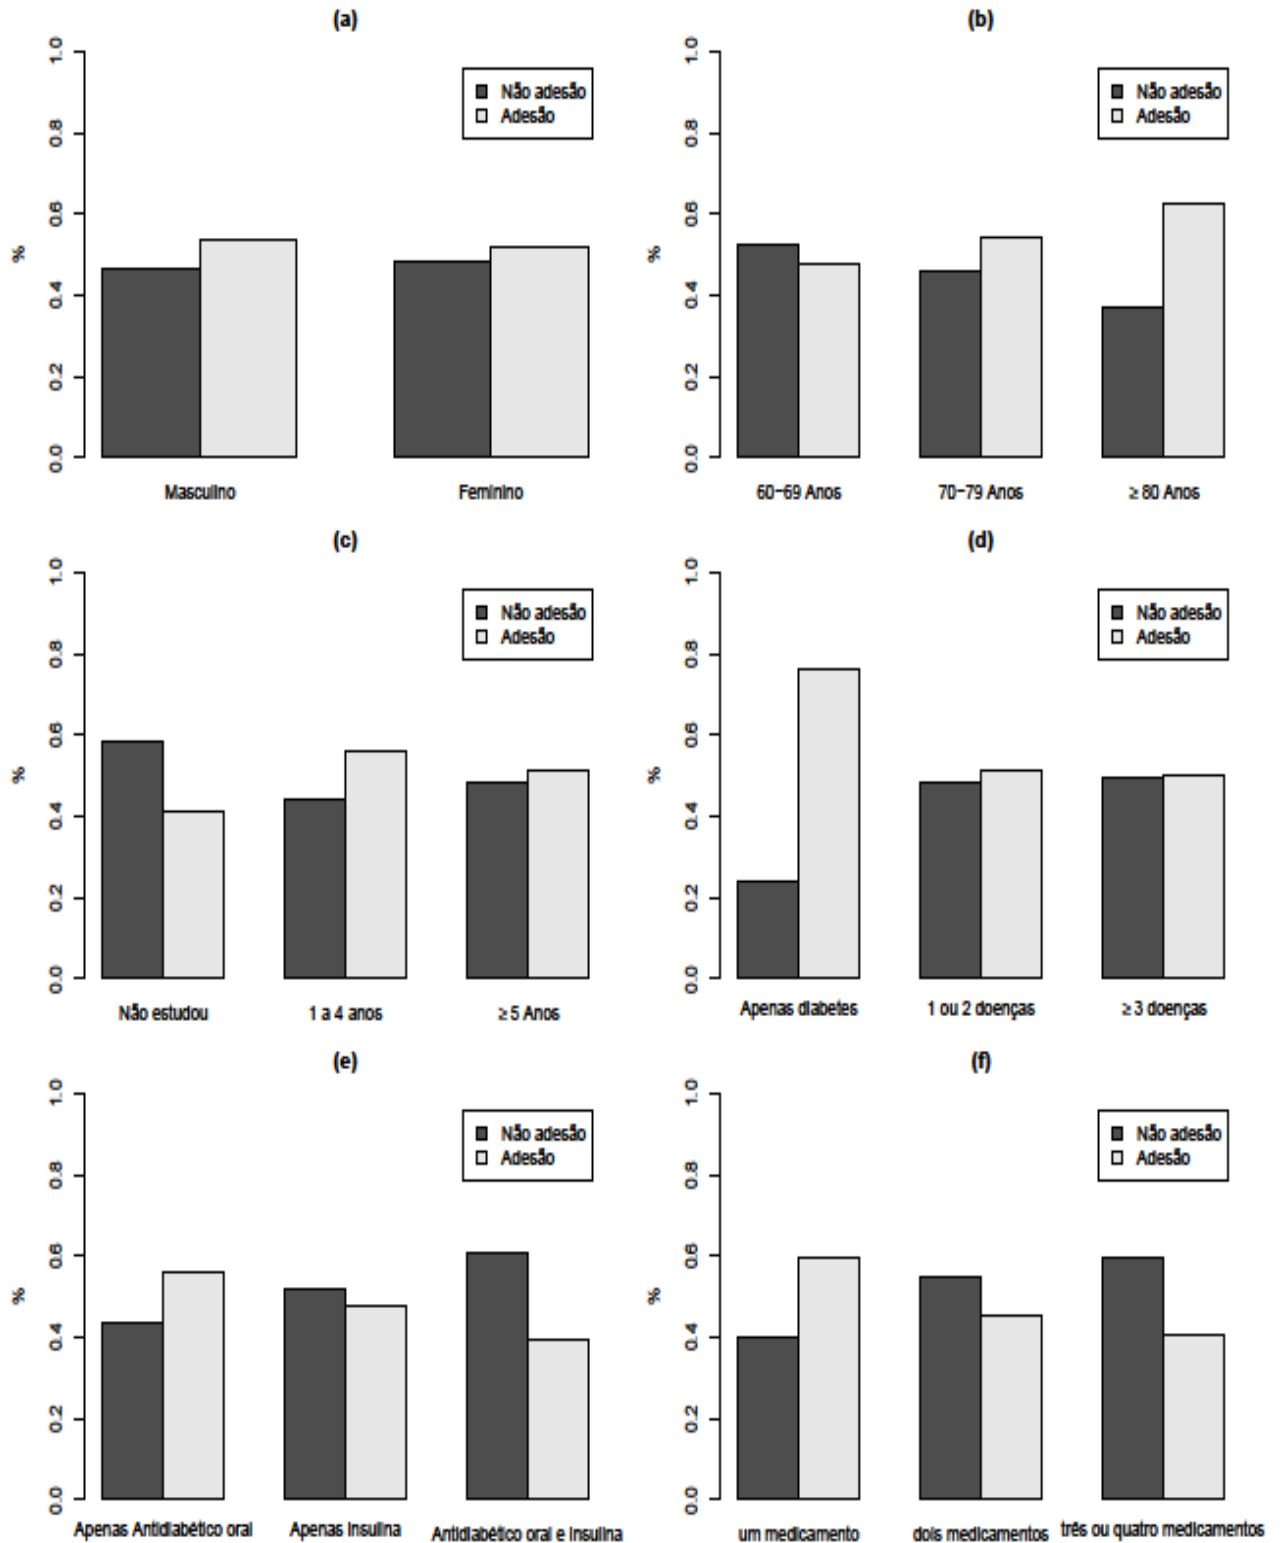 (a)
%
1.0
0.8
0.6
0.4
0.2
0.0
Não adesão
Adesão
Masculino
Feminino
(b)
%
1.0
0.8
0.6
0.4
0.2
0.0
Não adesão
Adesão
60-69 Anos
70-79 Anos
≥ 80 Anos
(c)
%
1.0
0.8
0.6
0.4
0.2
0.0
Não adesão
Adesão
Não estudou
1 a 4 anos
≥ 5 Anos
(d)
%
1.0
0.8
0.6
0.4
0.2
0.0
Não adesão
Adesão
Apenas diabetes
1 ou 2 doenças
≥ 3 doenças
(e)
%
1.0
0.8
0.6
0.4
0.2
0.0
Não adesão
Adesão
Apenas Antidiabético oral
Apenas Insulina
Antidiabético oral e Insulina
(f)
%
1.0
0.8
0.6
0.4
0.2
0.0
Não adesão
Adesão
um medicamento
dois medicamentos
três ou quatro medicamentos